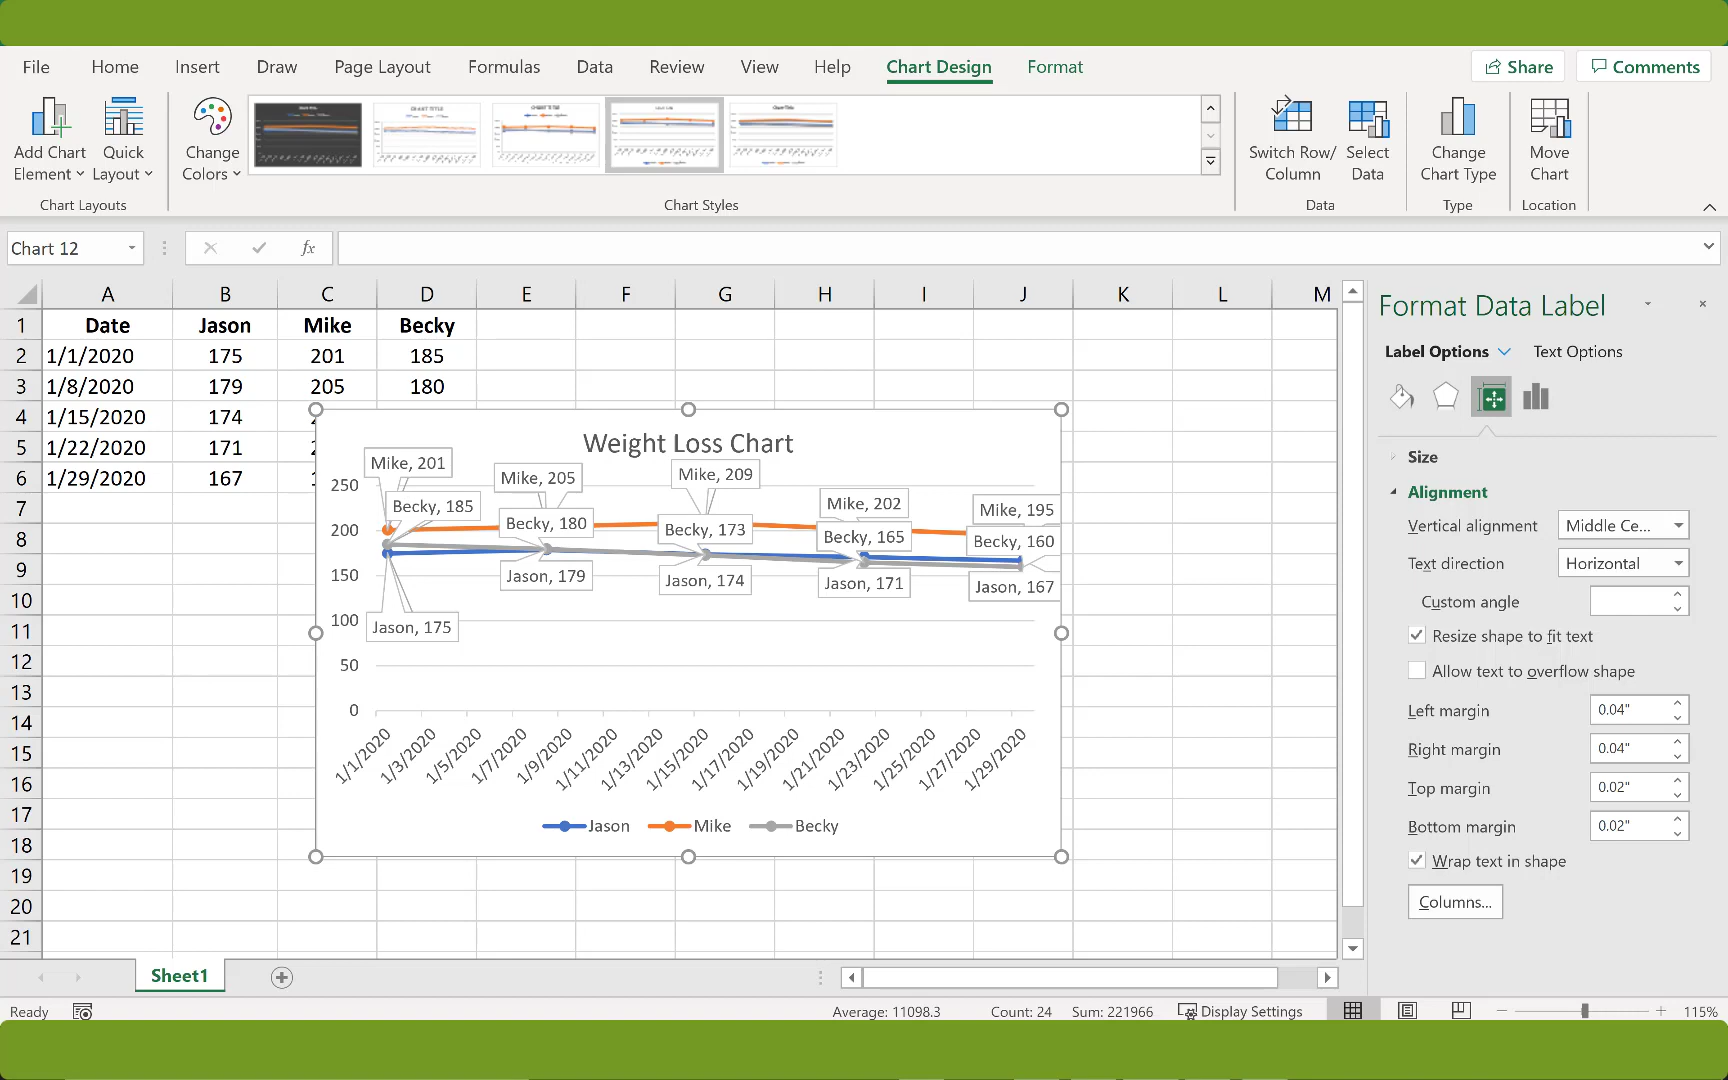 File Home Insert Draw Page Layout Formulas Data Review View Help Chart Design Format Share Comments
Add Chart Element
Quick Layout
Change Colors
Switch Row/ Column
Select Data
Change Chart Type
Move Chart
Chart Layouts
Chart Styles
Data
Type
Location
Chart 12
fx
A B C D E F G H I J K L M
1 Date Jason Mike Becky
2 1/1/2020 175 201 185
3 1/8/2020 179 205 180
4 1/15/2020 174
5 1/22/2020 171
6 1/29/2020 167
7
8
9
10
11
12
13
14
15
16
17
18
19
20
21
Weight Loss Chart
250
200
150
100
50
0
Mike, 201
Mike, 205
Mike, 209
Mike, 202
Mike, 195
Becky, 185
Becky, 180
Becky, 173
Becky, 165
Becky, 160
Jason, 175
Jason, 179
Jason, 174
Jason, 171
Jason, 167
1/1/2020
1/3/2020
1/5/2020
1/7/2020
1/9/2020
1/11/2020
1/13/2020
1/15/2020
1/17/2020
1/19/2020
1/21/2020
1/23/2020
1/25/2020
1/27/2020
1/29/2020
Jason Mike Becky
Format Data Label
Label Options Text Options
Size
Alignment
Vertical alignment Middle Ce...
Text direction Horizontal
Custom angle
Resize shape to fit text
Allow text to overflow shape
Left margin 0.04"
Right margin 0.04"
Top margin 0.02"
Bottom margin 0.02"
Wrap text in shape
Columns...
Sheet1
Ready Average: 11098.3 Count: 24 Sum: 221966 Display Settings 115%